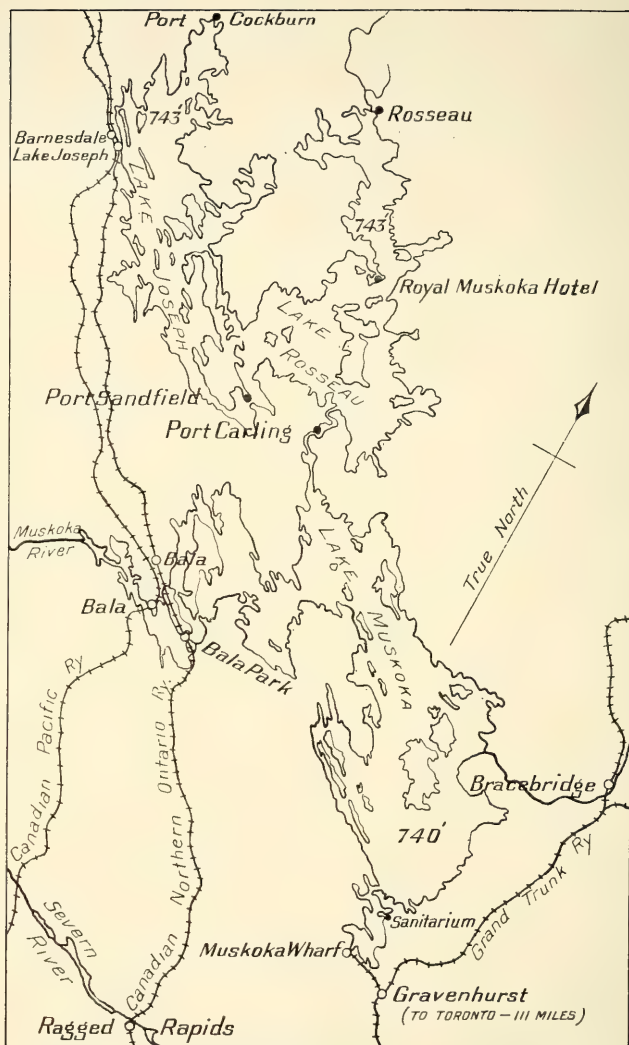 Port Cockburn
743'
Rosseau
Barnesdale
Lake Joseph
LAKE JOSEPH
743'
Royal Muskoka Hotel
LAKE ROSSEAU
Port Sandfield
Port Carling
True North
Muskoka
River
Bala
LAKE MUSKOKA
Bala
Bala Park
Canadian Pacific Ry
Canadian Northern Ontario Ry.
Bracebridge
740'
Grand Trunk Ry
Sanitarium
Severn
River
Muskoka Wharf
Gravenhurst
(TO TORONTO — 111 MILES)
Ragged Rapids